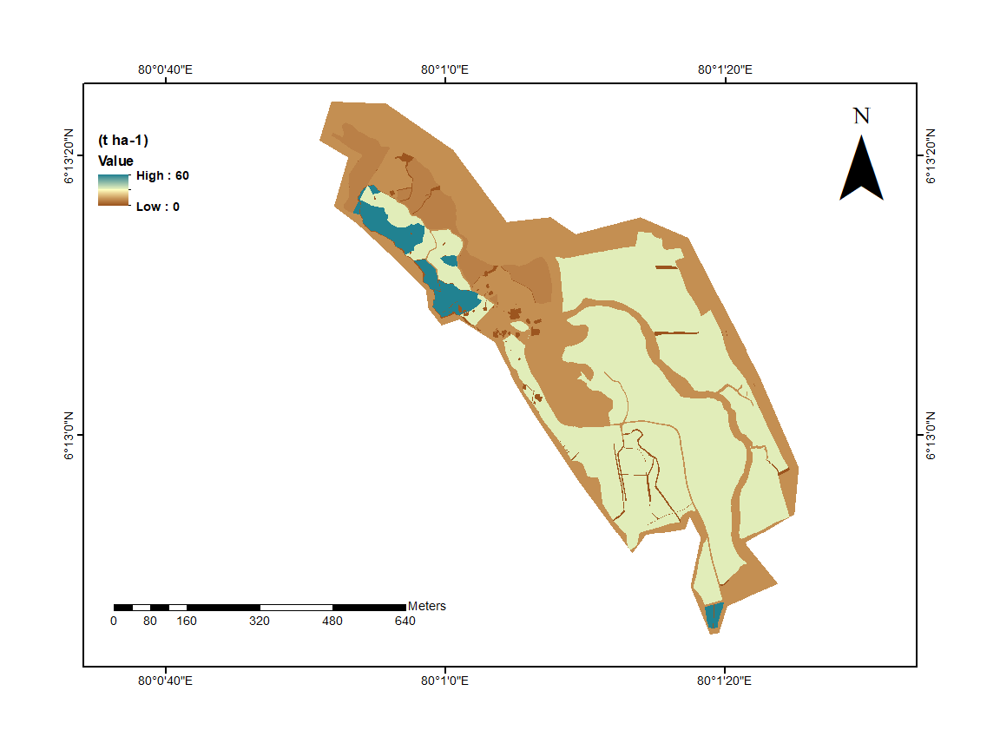 80°0'40"E 80°1'0"E 80°1'20"E
N
(t ha-1)
Value
High : 60
Low : 0
6°13'20"N
6°13'20"N
6°13'0"N
6°13'0"N
Meters
0 80 160 320 480 640
80°0'40"E 80°1'0"E 80°1'20"E